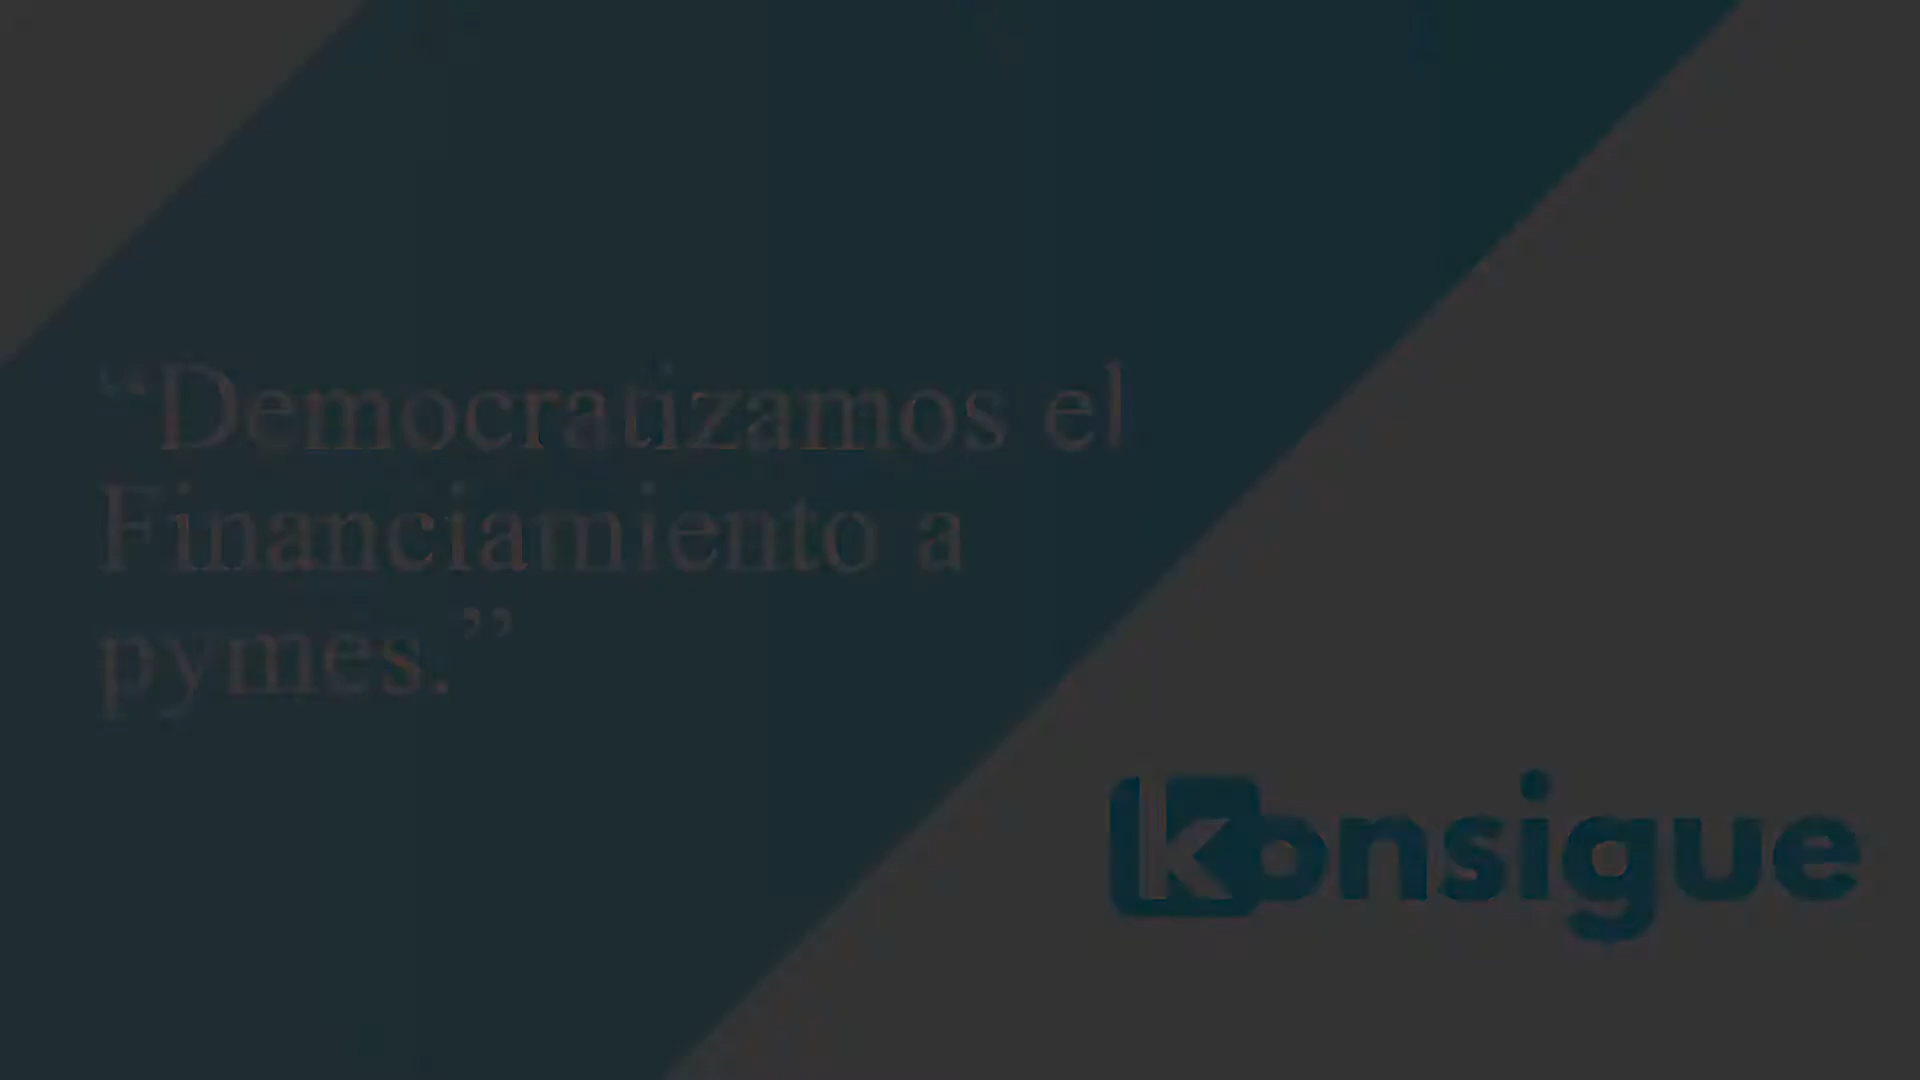 “Democratizamos el
Financiamiento a
pymes.”
konsigue